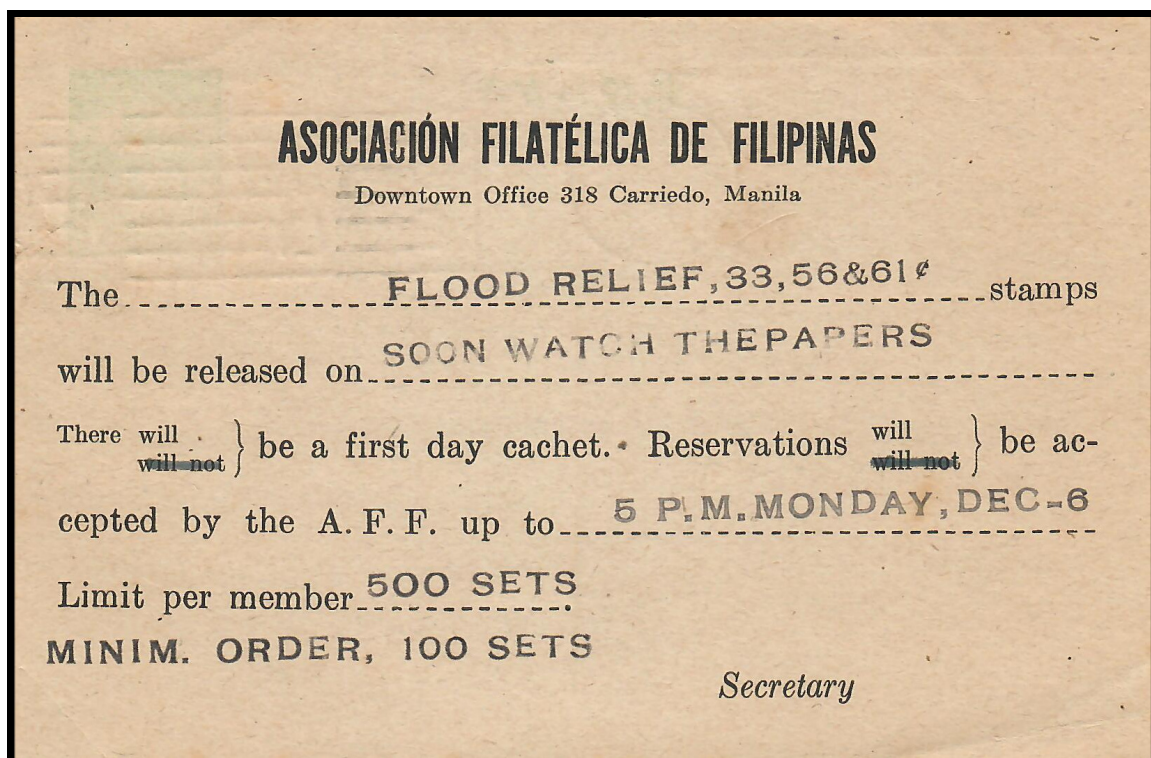 ASOCIACIÓN FILATÉLICA DE FILIPINAS
Downtown Office 318 Carriedo, Manila
The FLOOD RELIEF,33,56&61¢ stamps
will be released on SOON WATCH THEPAPERS
There will / will not } be a first day cachet. Reservations will / will not } be ac-
cepted by the A. F. F. up to 5 P.M.MONDAY,DEC-6
Limit per member 500 SETS.
MINIM. ORDER, 100 SETS
Secretary